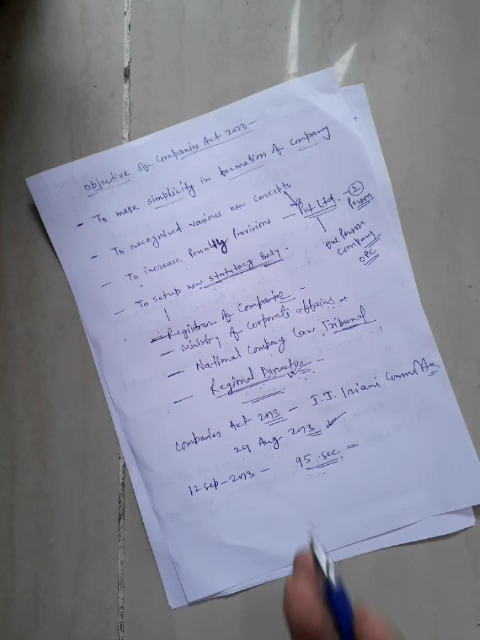 Objective of Companies Act 2013 -
- To make simplicity in formation of Company
- To recognised various new concepts
Pvt. Ltd - 2 Person
one Person Company OPC
- To increase Penalty Provisions -
- To setup new statutory Body.
- Registrar of Companies -
- Ministry of Corporate affairs -
- National Company Law Tribunal
- Regional Director -
Companies Act 2013 - J.J. Iriani Committe
29 Aug 2013 ✓
12 Sep - 2013 - 95 sec =